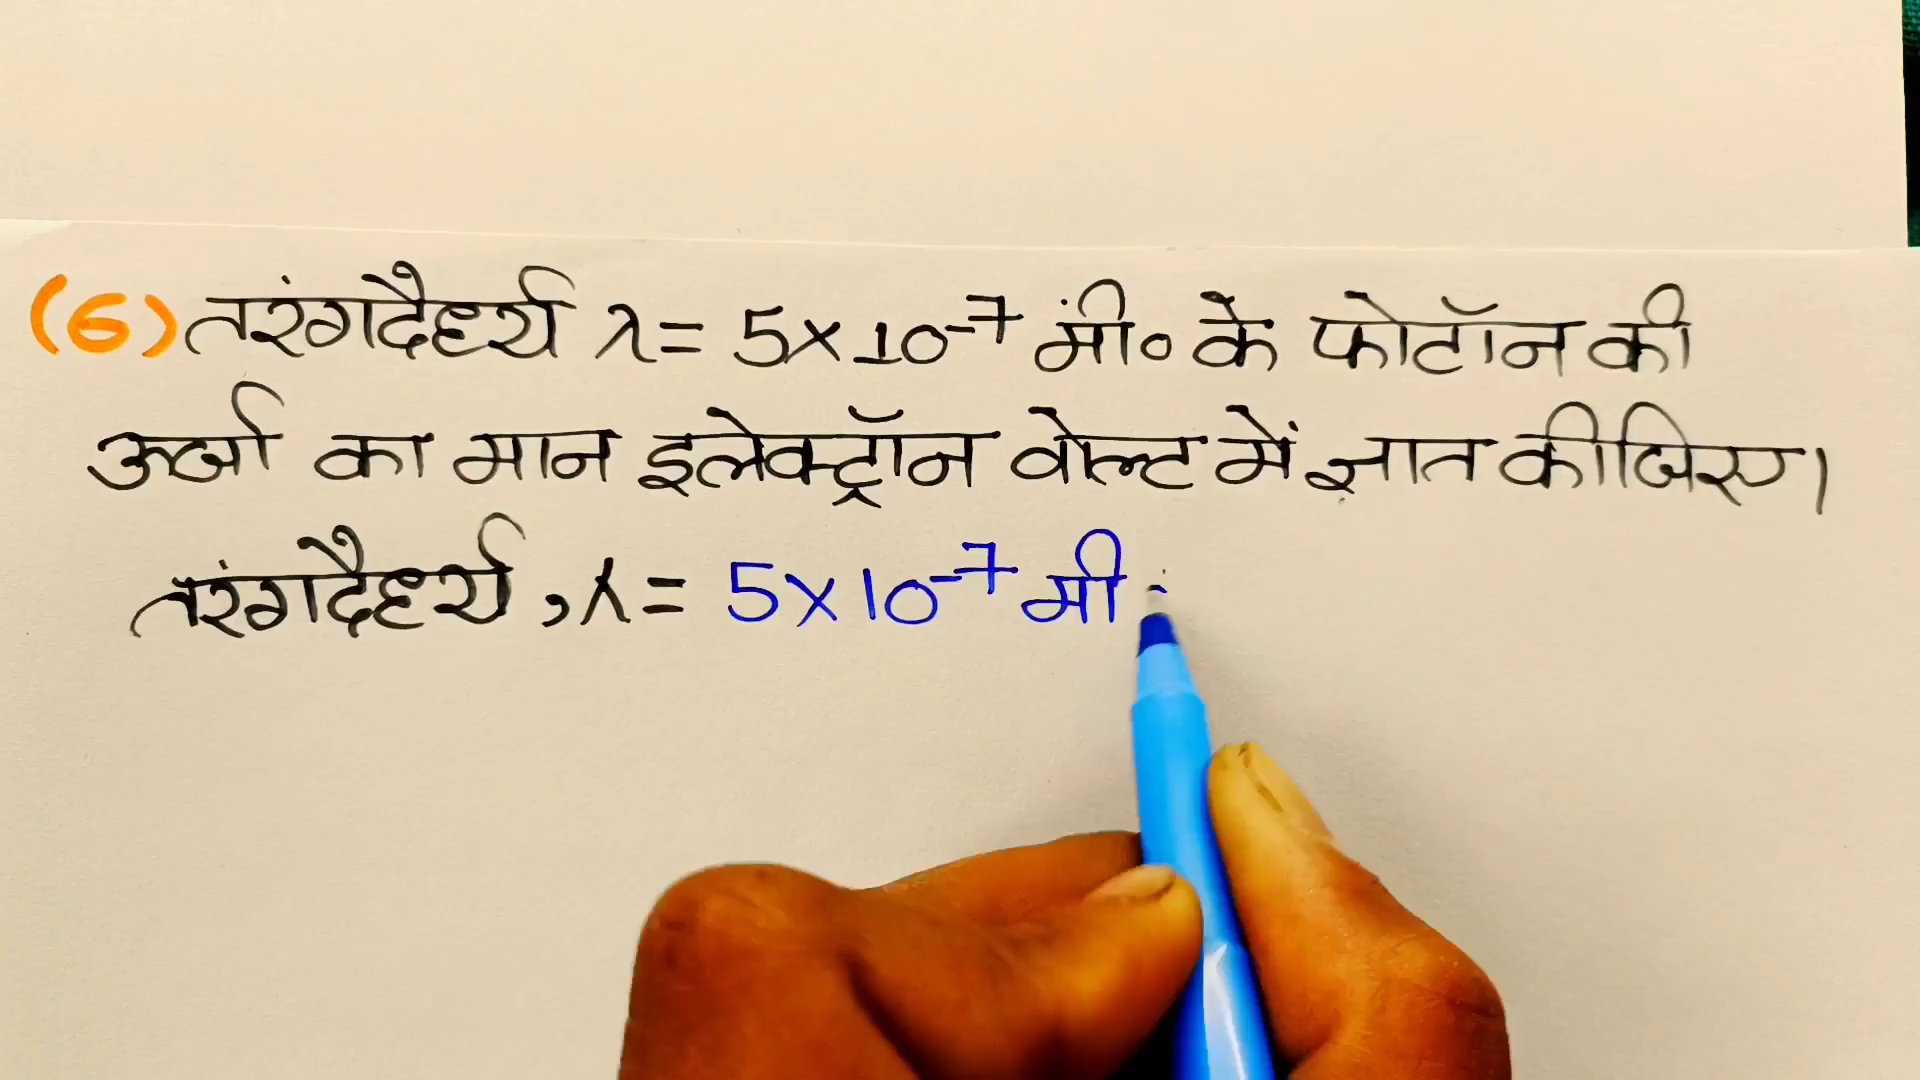 (6) तरंगदैर्ध्य λ = 5×10⁻⁷ मी० के फोटॉन की
ऊर्जा का मान इलेक्ट्रॉन वोल्ट में ज्ञात कीजिए।
तरंगदैर्ध्य, λ = 5×10⁻⁷ मी